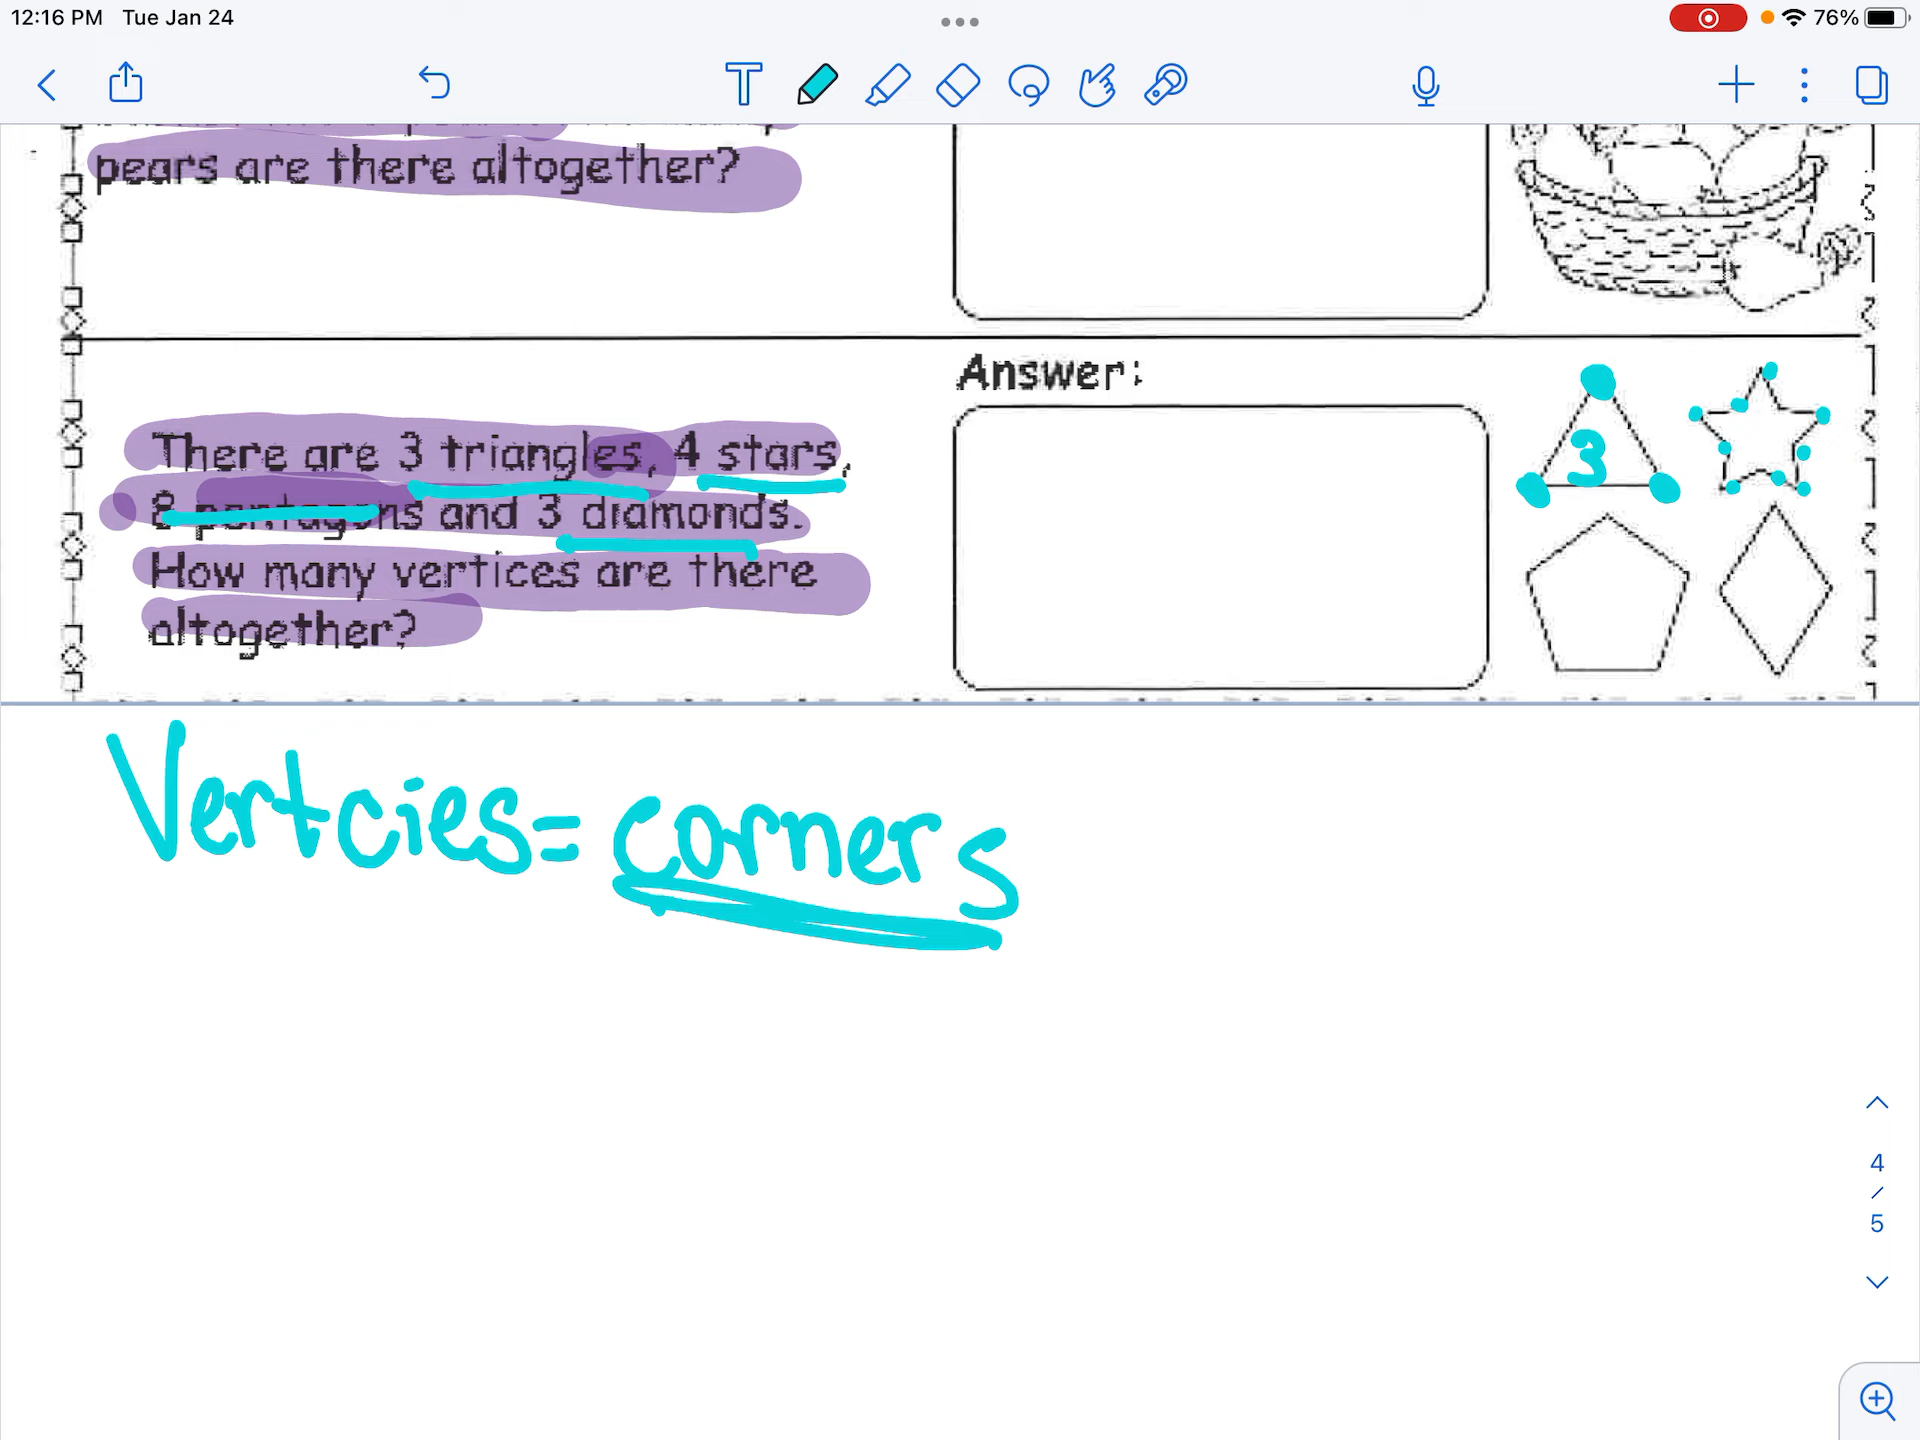 12:16 PM Tue Jan 24
76%
T
pears are there altogether?
Answer:
There are 3 triangles, 4 stars,
pentagons and 3 diamonds.
How many vertices are there
altogether?
3
Vertcies= corners
4
/
5